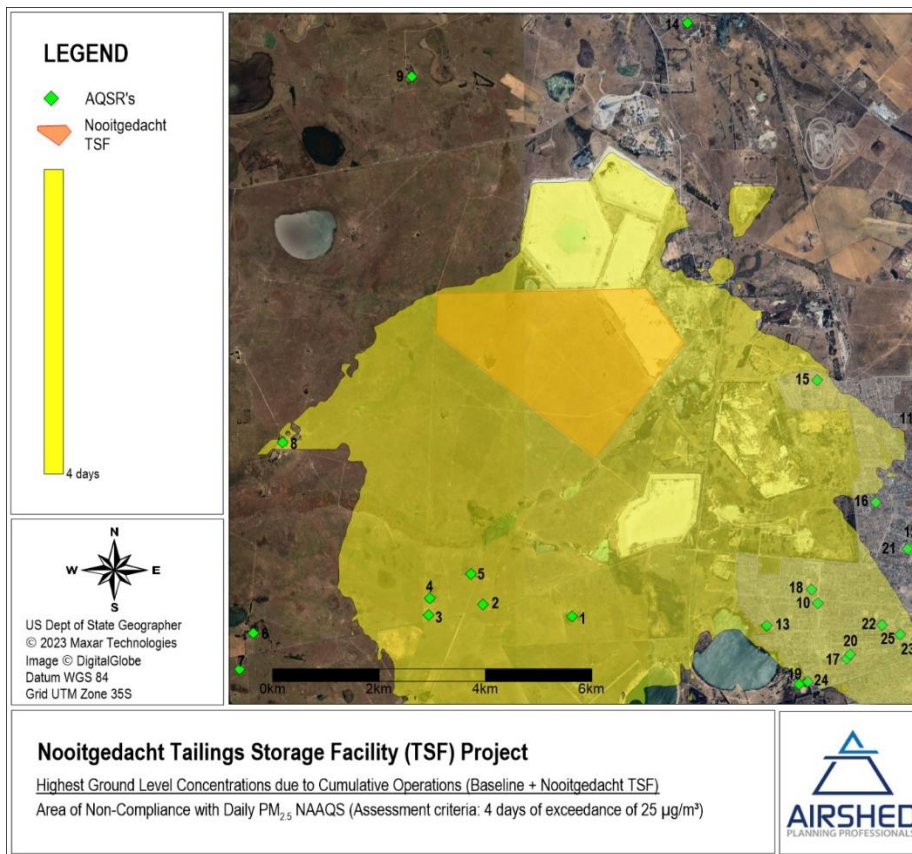 LEGEND
AQSR's
Nooitgedacht
TSF
4 days
N
W E
S
US Dept of State Geographer
© 2023 Maxar Technologies
Image © DigitalGlobe
Datum WGS 84
Grid UTM Zone 35S
14
9
15
11
8
16
21
5
4
18
2
10
3
1
13
22
6
25
23
20
17
7
19
24
0km 2km 4km 6km
Nooitgedacht Tailings Storage Facility (TSF) Project
Highest Ground Level Concentrations due to Cumulative Operations (Baseline + Nooitgedacht TSF)
Area of Non-Compliance with Daily PM₂.₅ NAAQS (Assessment criteria: 4 days of exceedance of 25 µg/m³)
AIRSHED
PLANNING PROFESSIONALS